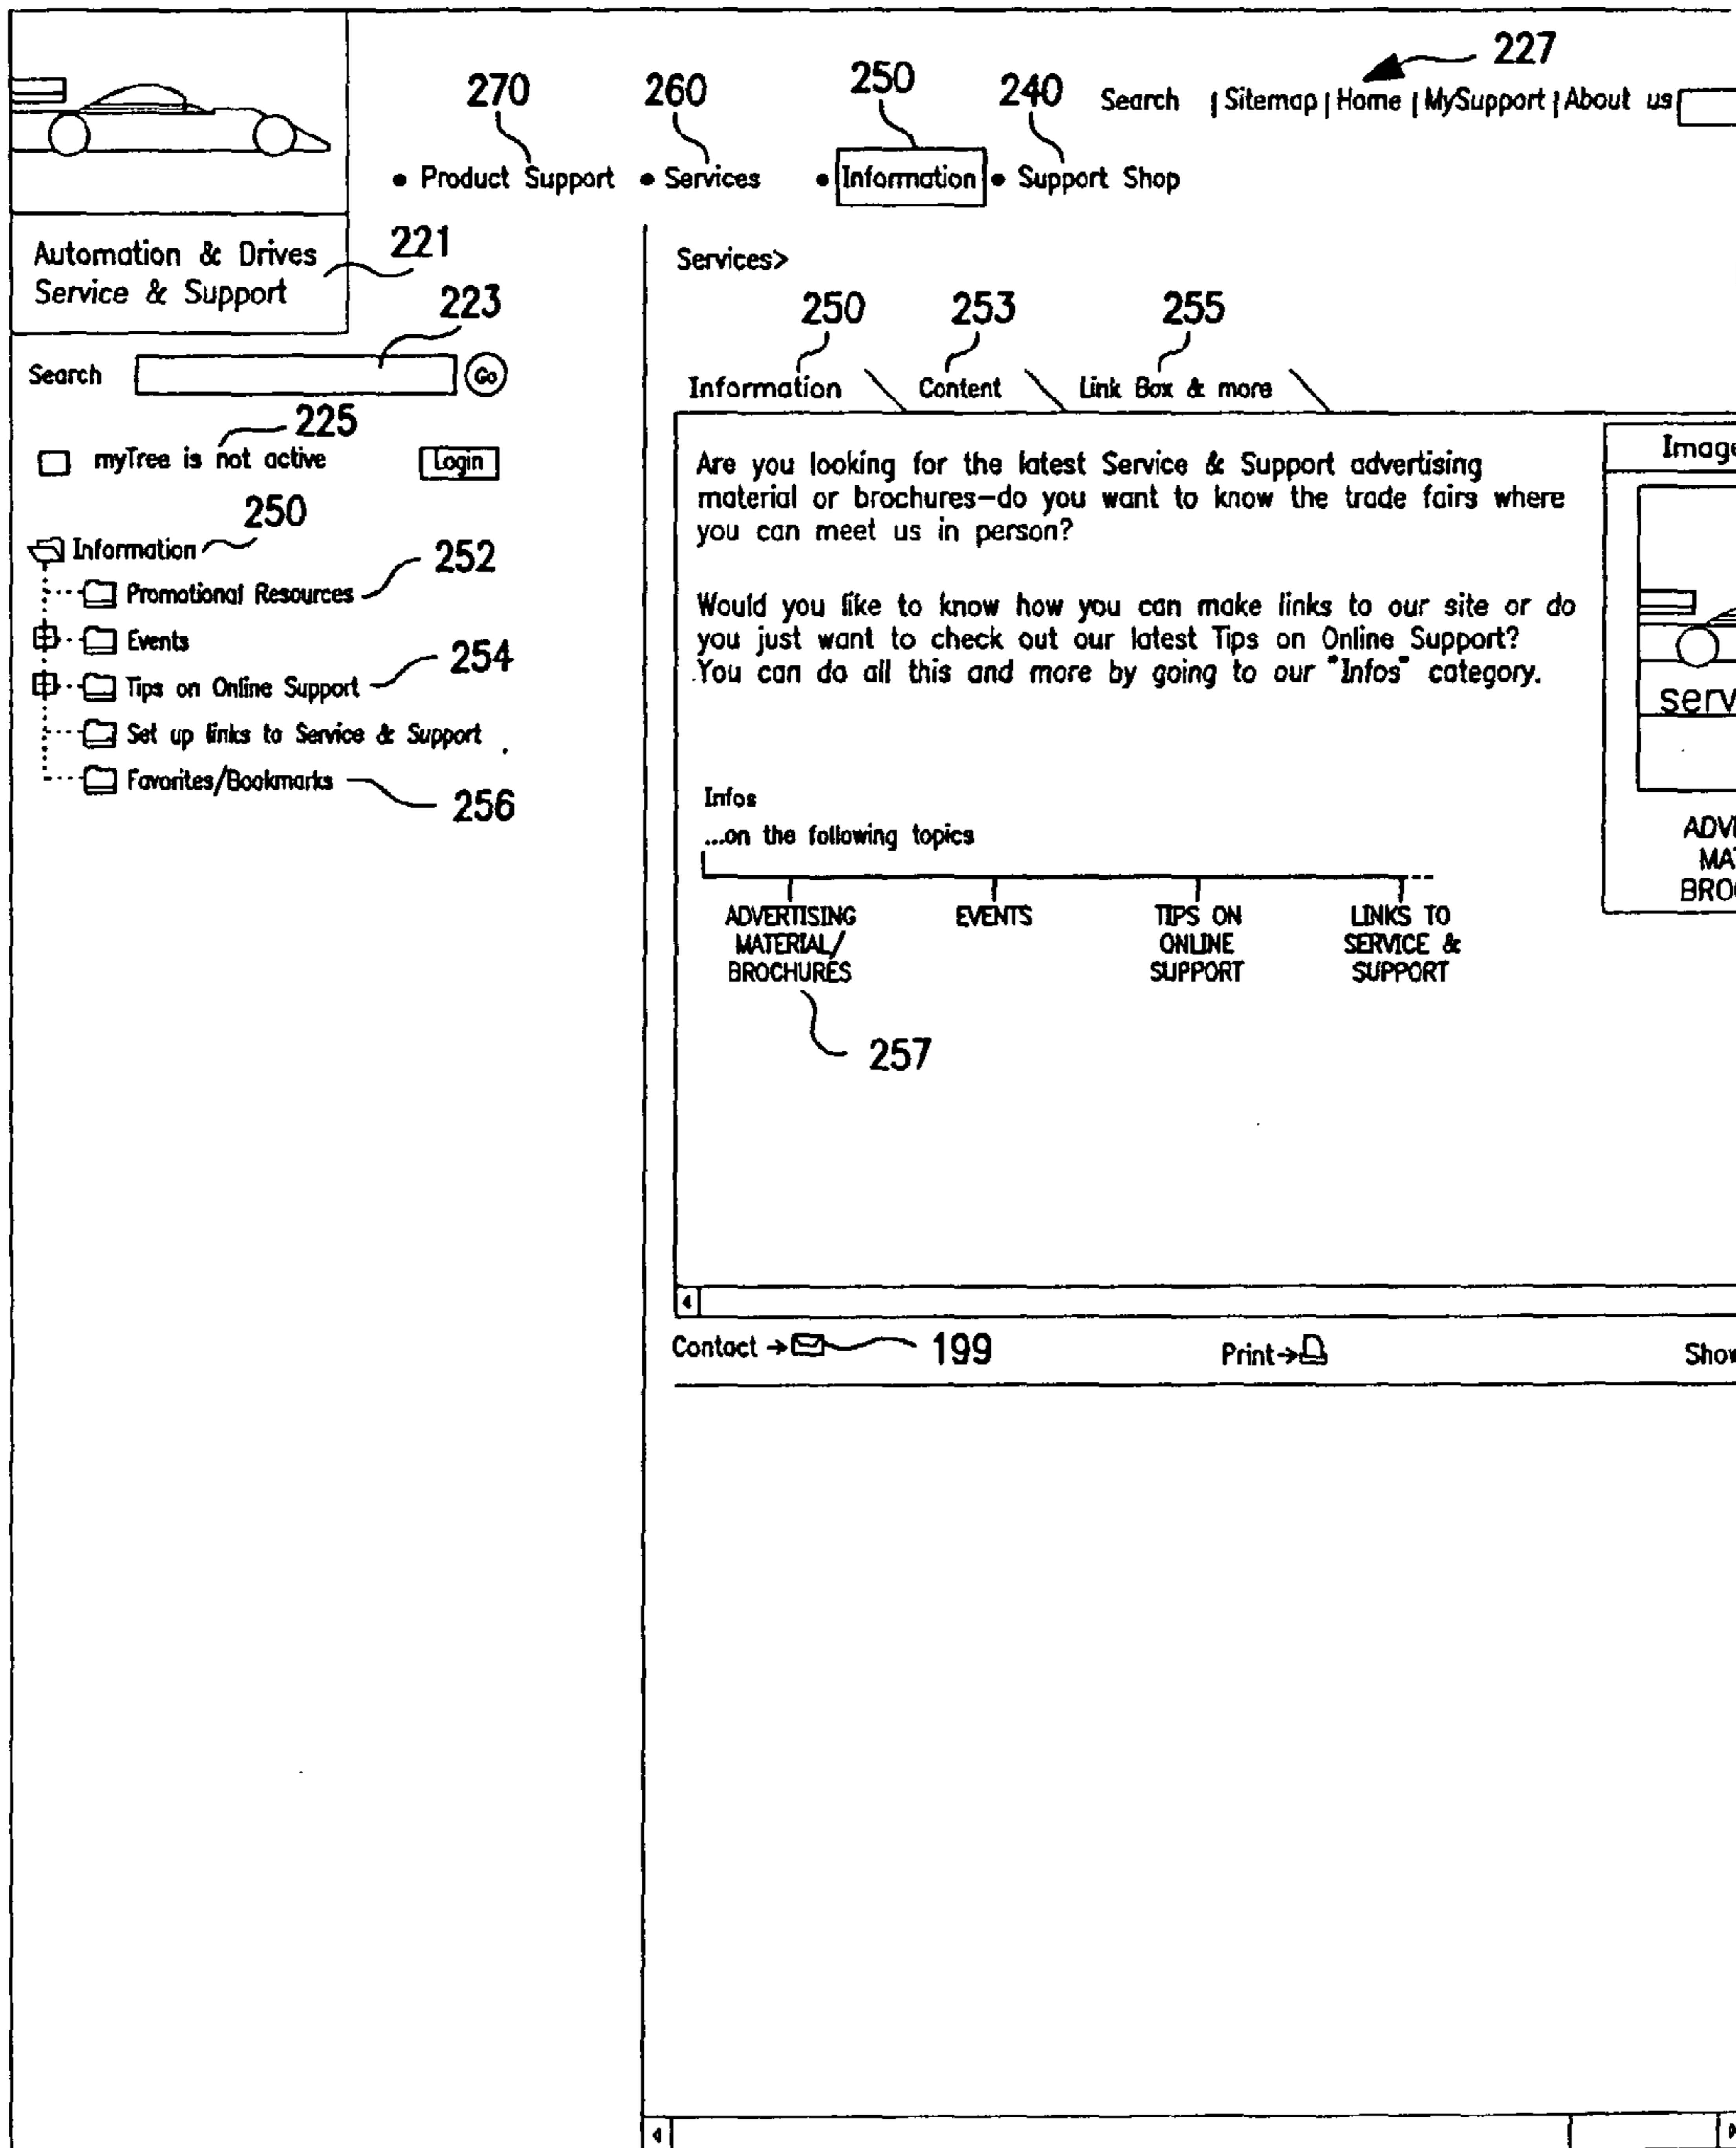 227
270 260 250 240
Search | Sitemap | Home | MySupport | About us
• Product Support • Services • Information • Support Shop
Automation & Drives
Service & Support
221
223
Search Go
225
myTree is not active Login
250
Information
252
Promotional Resources
Events
254
Tips on Online Support
Set up links to Service & Support
Favorites/Bookmarks
256
Services>
250 253 255
Information Content Link Box & more
Are you looking for the latest Service & Support advertising
material or brochures–do you want to know the trade fairs where
you can meet us in person?
Would you like to know how you can make links to our site or do
you just want to check out our latest Tips on Online Support?
You can do all this and more by going to our "Infos" category.
Infos
...on the following topics
ADVERTISING
MATERIAL/
BROCHURES
EVENTS
TIPS ON
ONLINE
SUPPORT
LINKS TO
SERVICE &
SUPPORT
257
Image
serv
ADV
MA
BRO
Contact → 199 Print→ Show